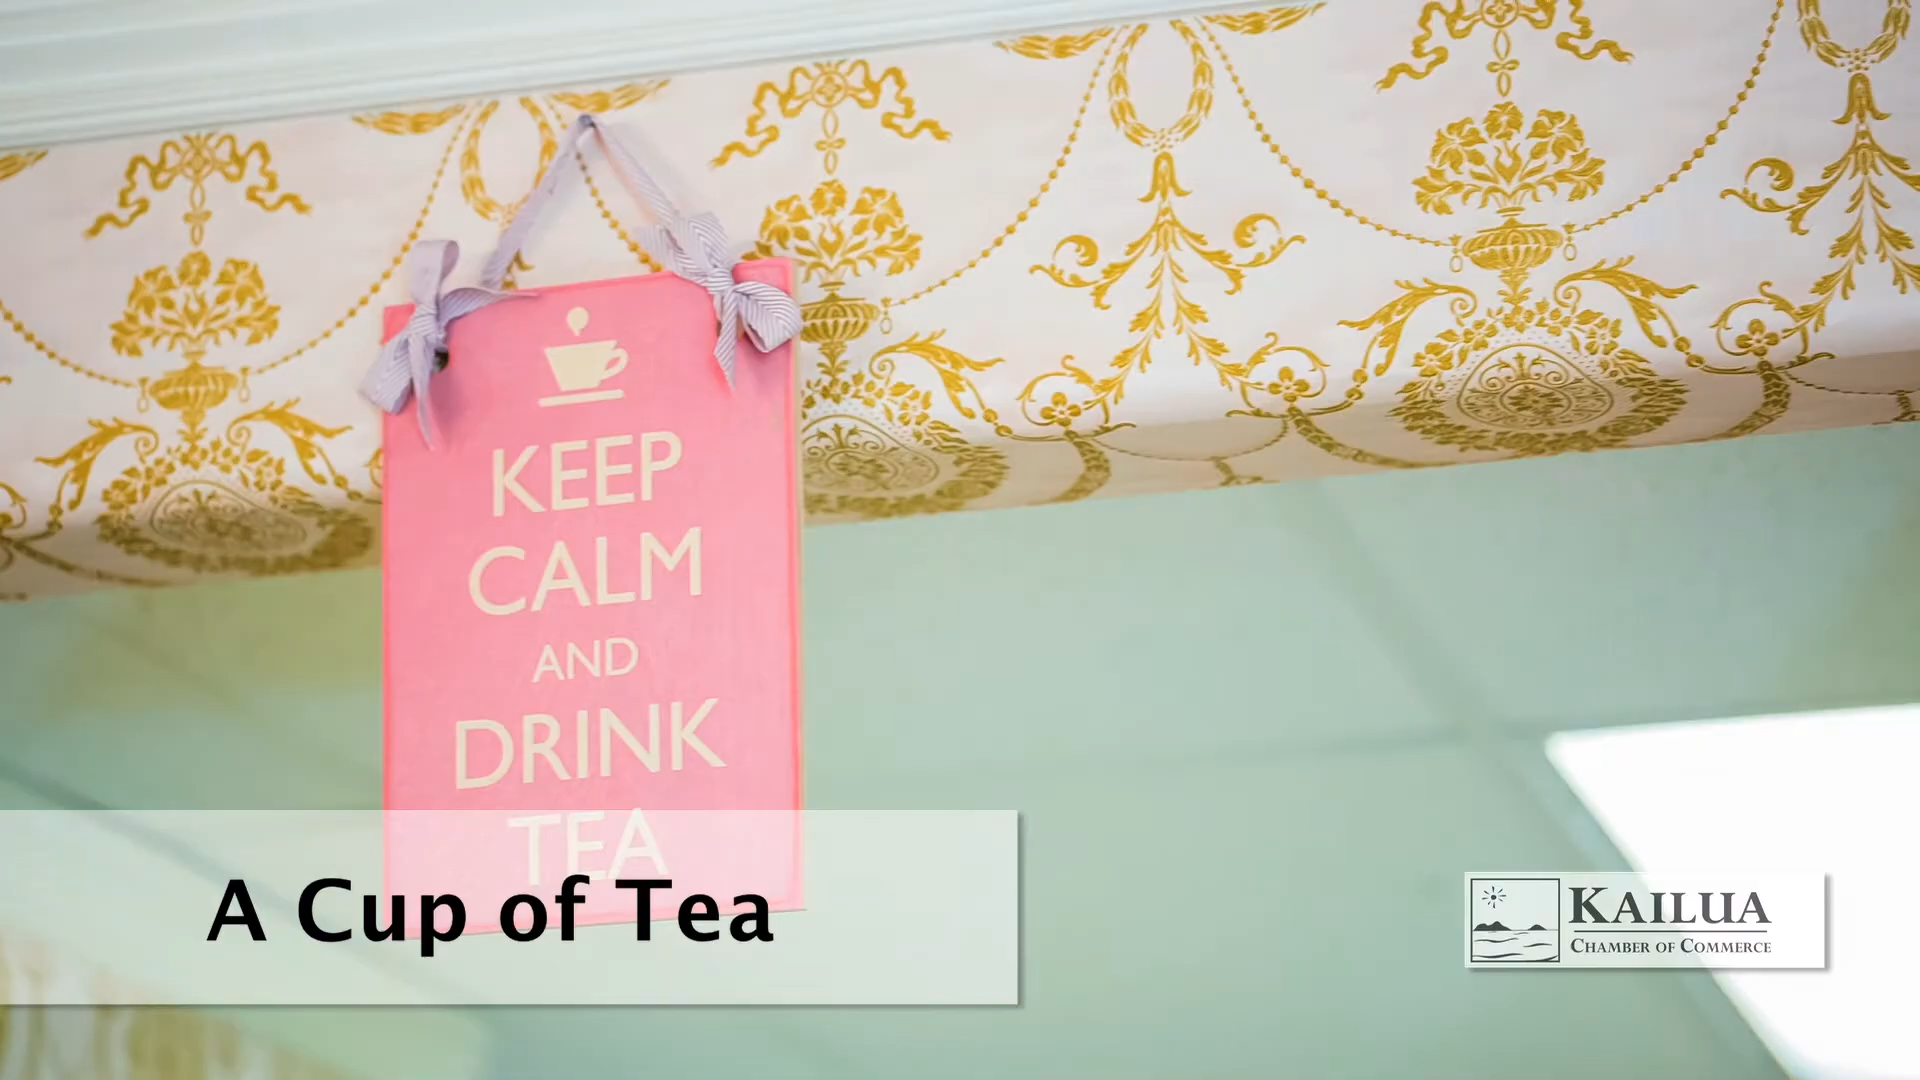 KEEP
CALM
AND
DRINK
TEA
A Cup of Tea
KAILUA
CHAMBER OF COMMERCE